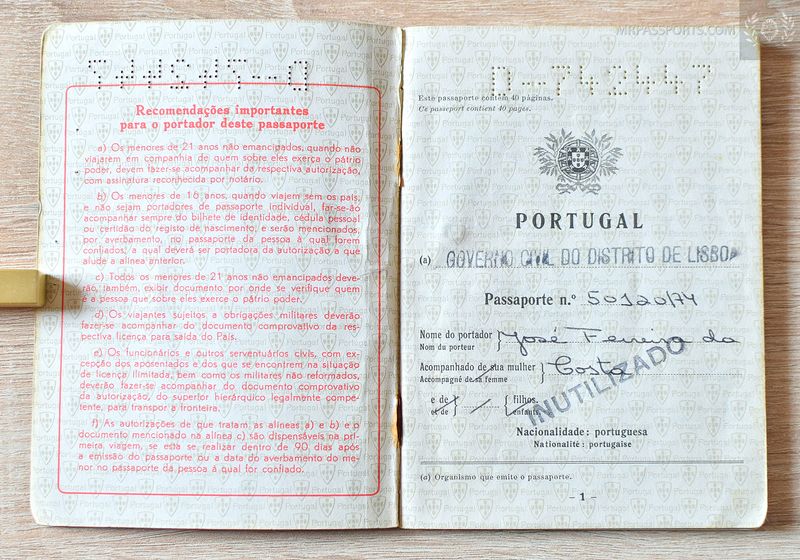 MRPASSPORTS.COM
Recomendações importantes
para o portador deste passaporte
a) Os menores de 21 anos não emancipados, quando não
viajarem em companhia de quem sobre eles exerça o pátrio
poder, devem fazer-se acompanhar da respectiva autorização,
com assinatura reconhecida por notário.
b) Os menores de 16 anos, quando viajem sem os pais,
e não sejam portadores de passaporte individual, far-se-ão
acompanhar sempre do bilhete de identidade, cédula pessoal
ou certidão do registo de nascimento, e serão mencionados,
por averbamento, no passaporte da pessoa à qual forem
confiados, a qual deverá ser portadora da autorização a que
alude a alínea anterior.
c) Todos os menores de 21 anos não emancipados deve-
rão, também, exibir documento por onde se verifique quem
é a pessoa que sobre eles exerce o pátrio poder.
d) Os viajantes sujeitos a obrigações militares deverão
fazer-se acompanhar do documento comprovativo da res-
pectiva licença para saída do País.
e) Os funcionários e outros serventuários civis, com ex-
cepção dos aposentados e dos que se encontrem na situação
de licença ilimitada, bem como os militares não reformados,
deverão fazer-se acompanhar do documento comprovativo
da autorização, do superior hierárquico legalmente compe-
tente, para transpor a fronteira.
f) As autorizações de que tratam as alíneas a) e b) e o
documento mencionado na alínea c) são dispensáveis na pri-
meira viagem, se esta se realizar dentro de 90 dias após
a emissão do passaporte ou a data do averbamento do me-
nor no passaporte da pessoa à qual for confiado.
742447
Este passaporte contém 40 páginas.
Ce passeport contient 40 pages.
PORTUGAL
(a) GOVERNO CIVIL DO DISTRITO DE LISBOA
Passaporte n.º 50120/74
Nome do portador José Ferreira da
Nom du porteur
Acompanhado de sua mulher Costa
Accompagné de sa femme
e de filhos.
et de enfants.
INUTILIZADO
Nacionalidade: portuguesa
Nationalité: portugaise
(a) Organismo que emite o passaporte.
- 1 -